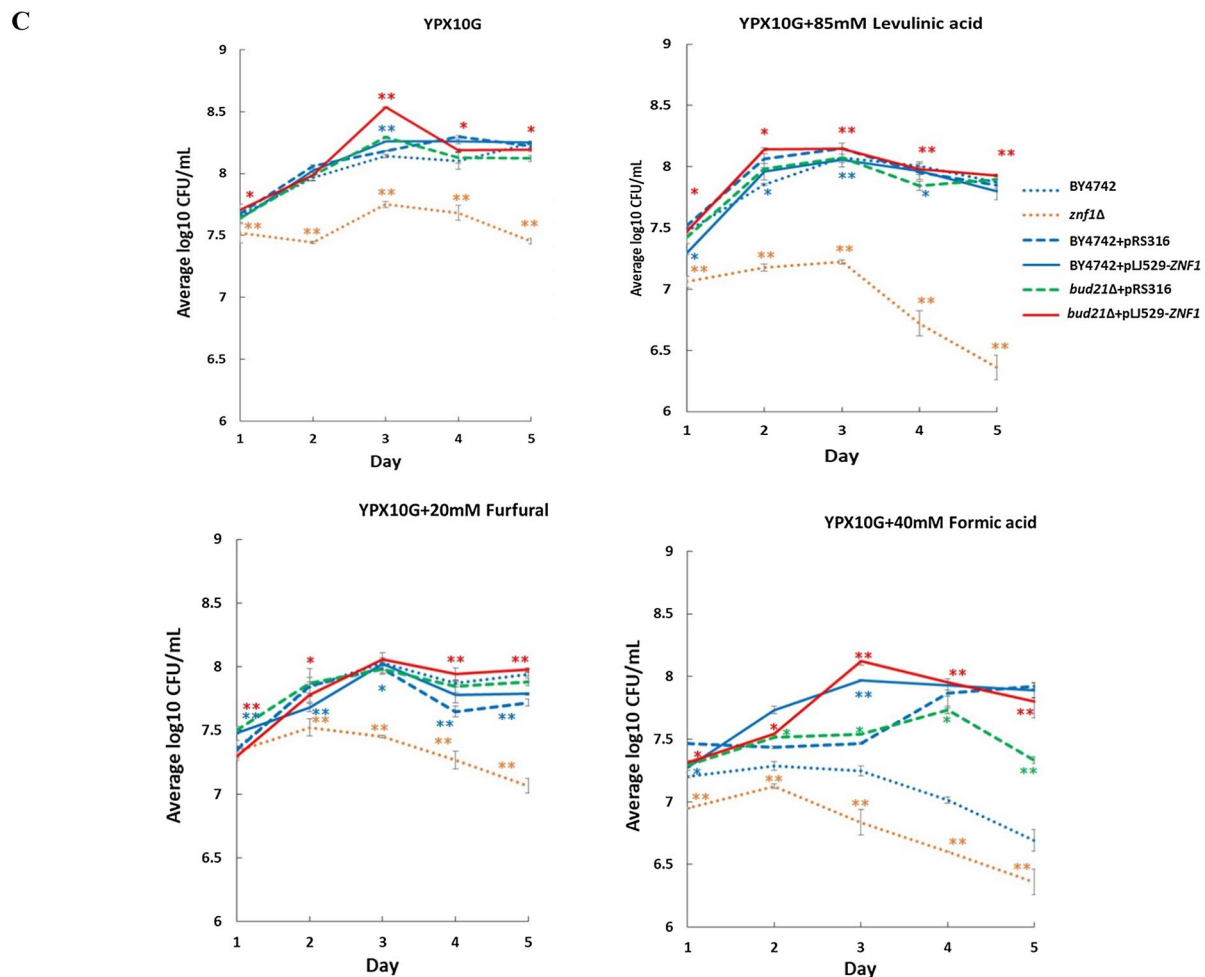 C
YPX10G
Average log10 CFU/mL
9
8.5
8
7.5
7
6.5
6
** 
**
* *
*
**
** ** ** **
1 2 3 4 5
Day
YPX10G+85mM Levulinic acid
Average log10 CFU/mL
9
8.5
8
7.5
7
6.5
6
* ** ** **
*
* ** *
*
** ** ** ** **
1 2 3 4 5
Day
BY4742
znf1Δ
BY4742+pRS316
BY4742+pLJ529-ZNF1
bud21Δ+pRS316
bud21Δ+pLJ529-ZNF1
YPX10G+20mM Furfural
Average log10 CFU/mL
9
8.5
8
7.5
7
6.5
6
* ** **
*
**
** ** ** **
** ** ** **
1 2 3 4 5
Day
YPX10G+40mM Formic acid
Average log10 CFU/mL
9
8.5
8
7.5
7
6.5
6
** **
** **
* * * * * **
*
** ** ** ** **
1 2 3 4 5
Day